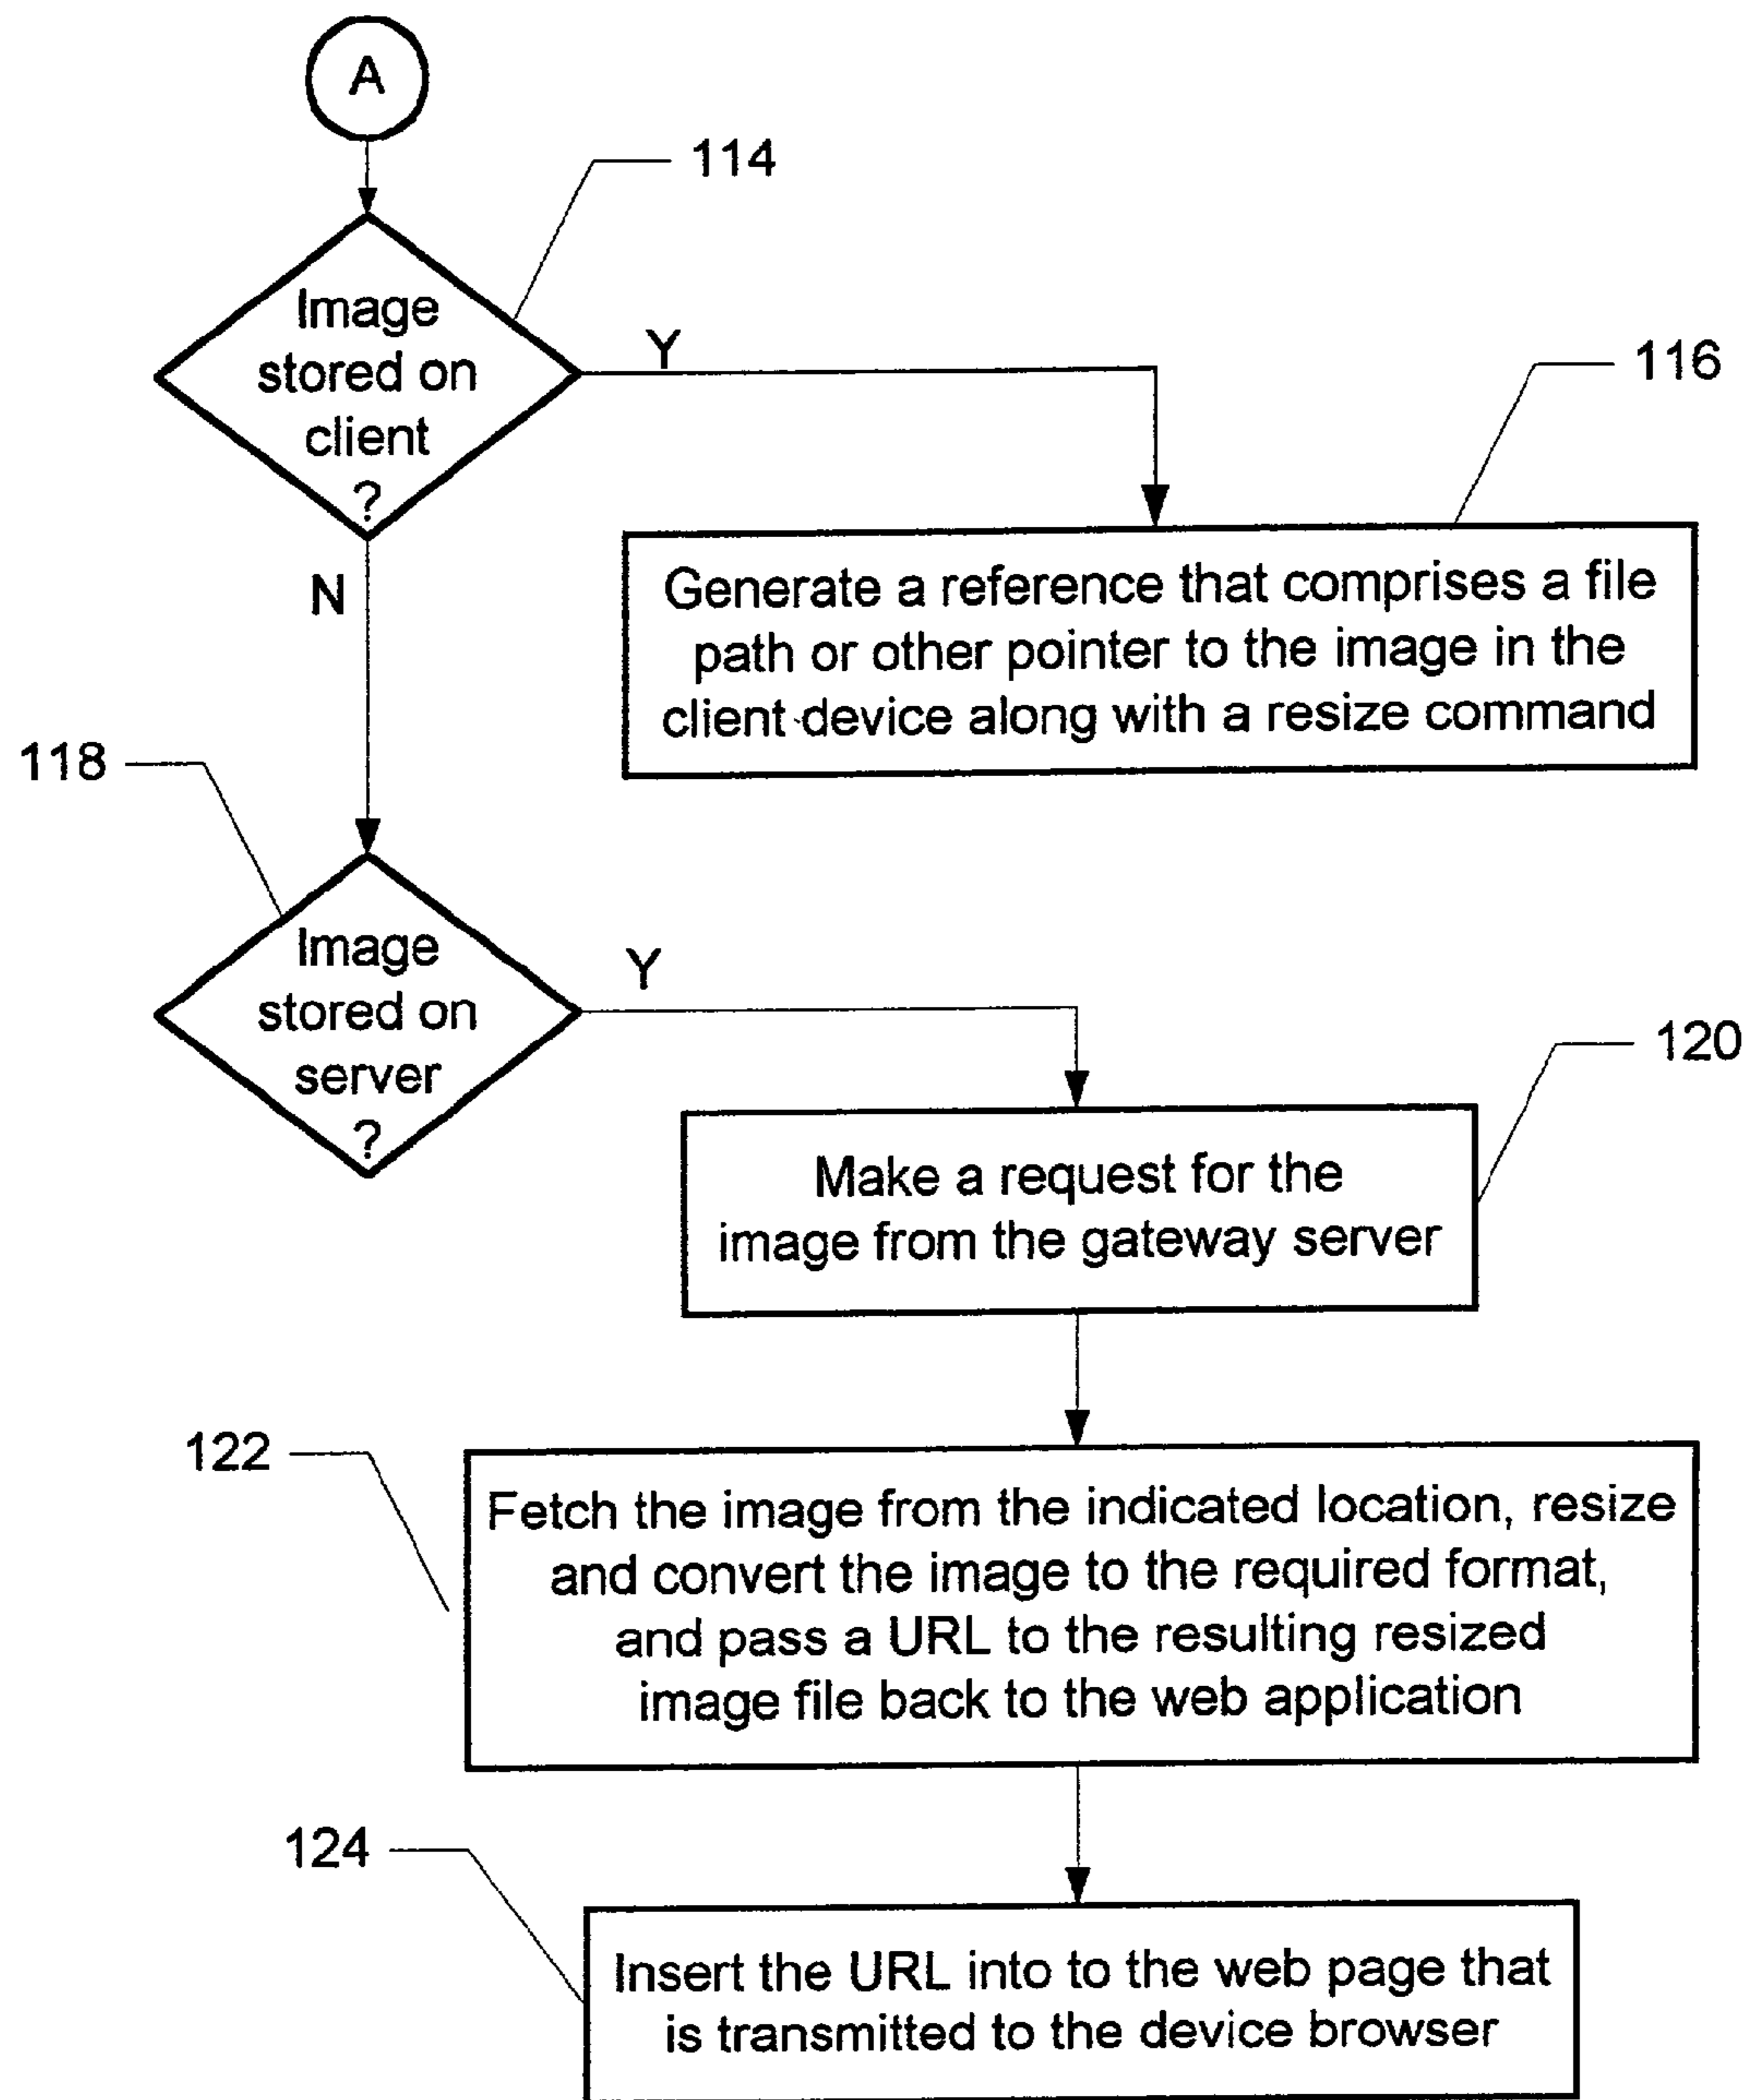 A
114
Image
stored on
client
?
Y
116
Generate a reference that comprises a file
path or other pointer to the image in the
client device along with a resize command
N
118
Image
stored on
server
?
Y
120
Make a request for the
image from the gateway server
122
Fetch the image from the indicated location, resize
and convert the image to the required format,
and pass a URL to the resulting resized
image file back to the web application
124
Insert the URL into to the web page that
is transmitted to the device browser